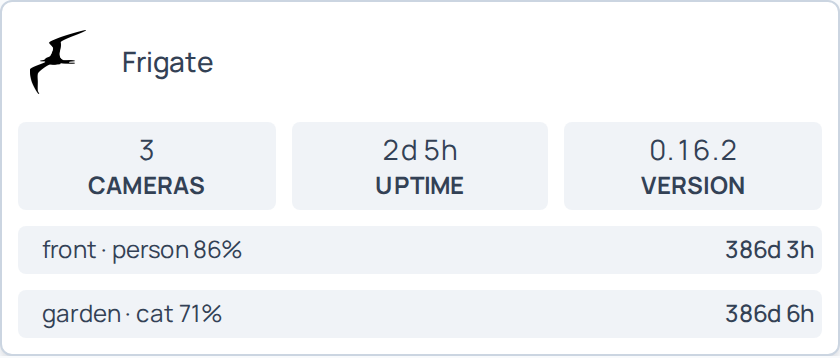 Frigate
3
CAMERAS
2d 5h
UPTIME
0.16.2
VERSION
front · person 86% 386d 3h
garden · cat 71% 386d 6h